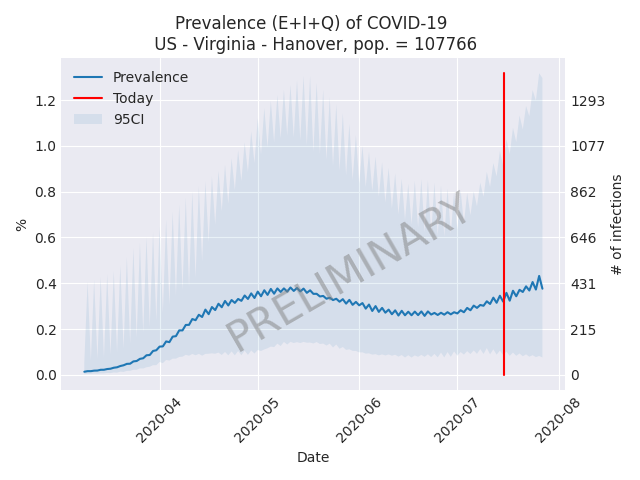 Prevalence (E+I+Q) of COVID-19
US - Virginia - Hanover, pop. = 107766
Prevalence
Today
95CI
PRELIMINARY
%
1.2
1.0
0.8
0.6
0.4
0.2
0.0
1293
1077
862
646
431
215
0
# of infections
2020-04
2020-05
2020-06
2020-07
2020-08
Date